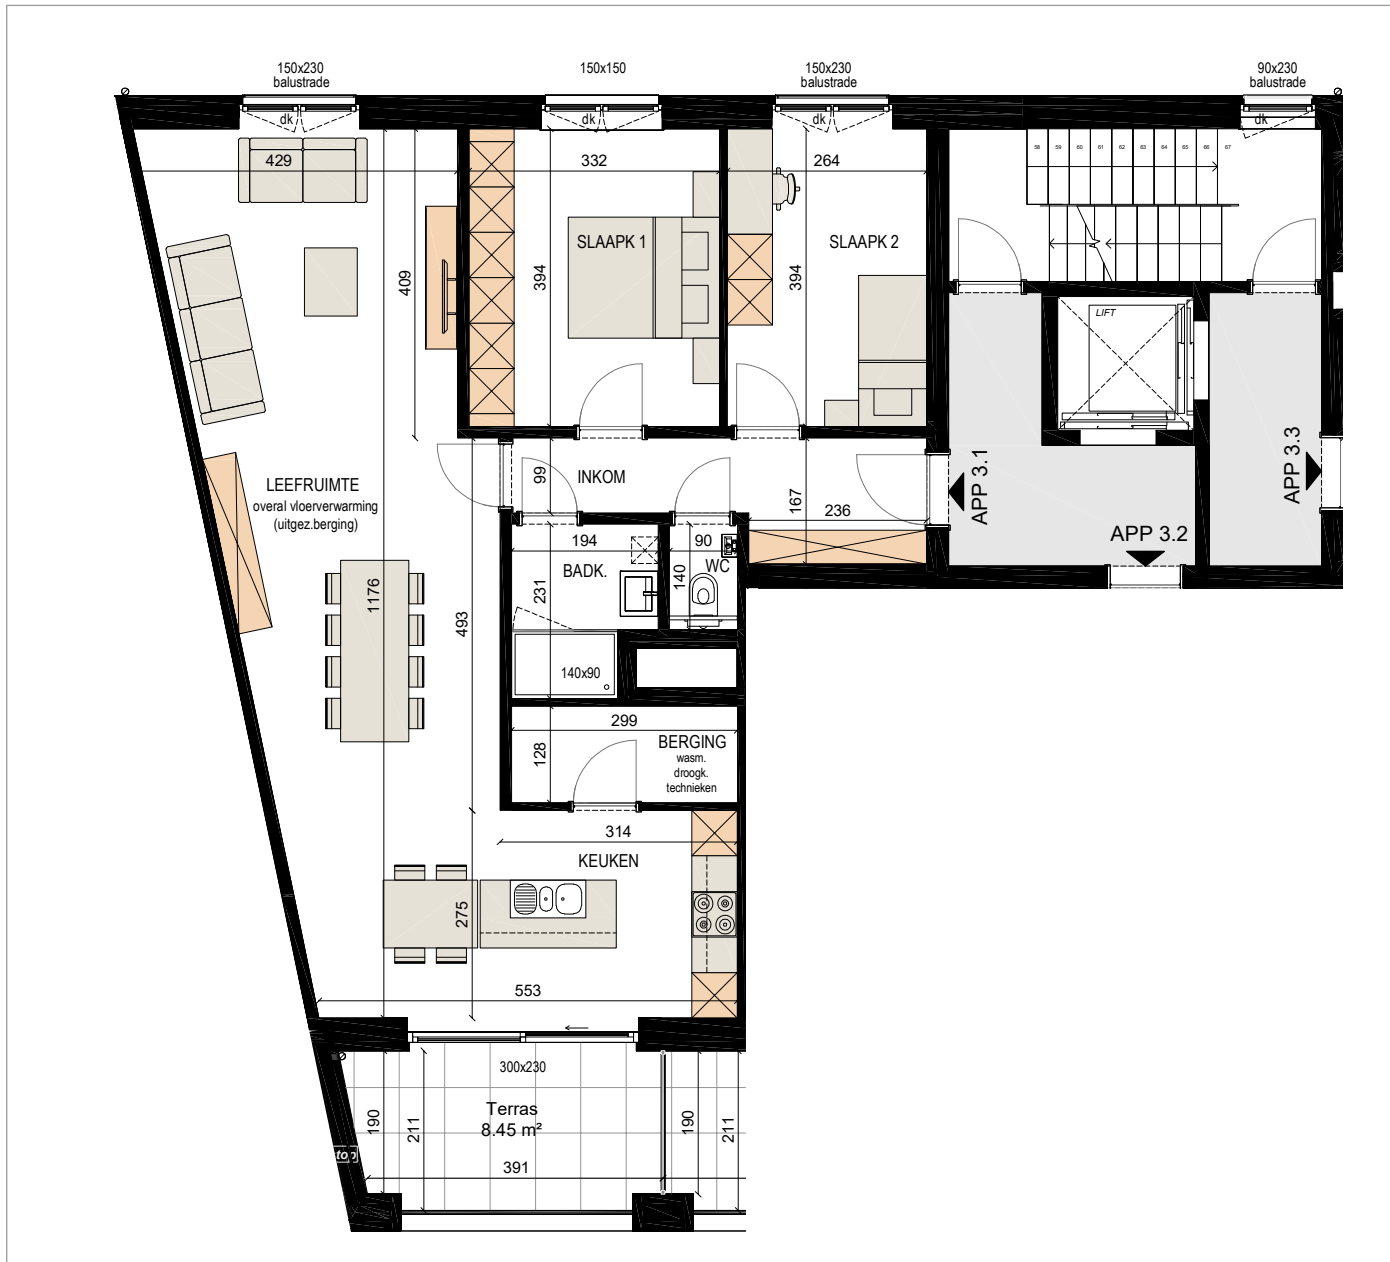 150x230
balustrade
150x150
150x230
balustrade
90x230
balustrade
dk
dk
dk
dk
429
332
264
58 59 60 61 62 63 64 65 66 67
SLAAPK 1
SLAAPK 2
409
394
394
LIFT
APP 3.1
APP 3.3
APP 3.2
LEEFRUIMTE
overal vloerverwarming
(uitgez.berging)
99
INKOM
167
236
194
90
BADK.
WC
140
231
1176
493
140x90
299
BERGING
wasm.
droogk.
technieken
128
314
KEUKEN
275
553
300x230
Terras
8.45 m²
190
211
190
211
391
top